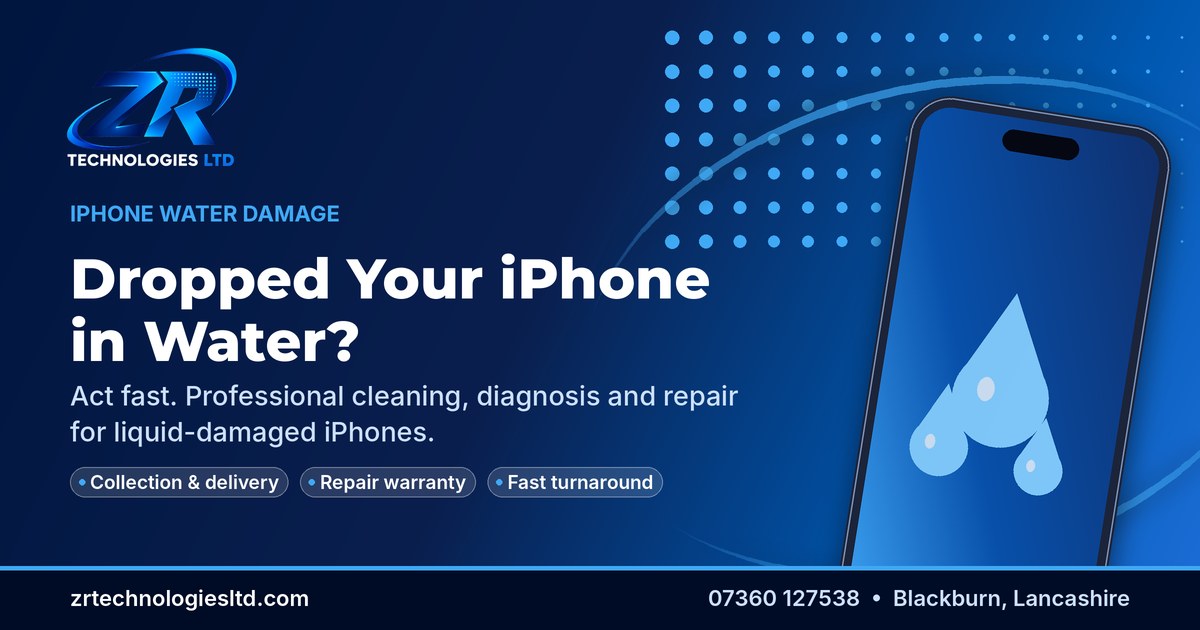 ZR
TECHNOLOGIES LTD
IPHONE WATER DAMAGE
Dropped Your iPhone
in Water?
Act fast. Professional cleaning, diagnosis and repair
for liquid-damaged iPhones.
• Collection & delivery • Repair warranty • Fast turnaround
zrtechnologiesltd.com 07360 127538 • Blackburn, Lancashire